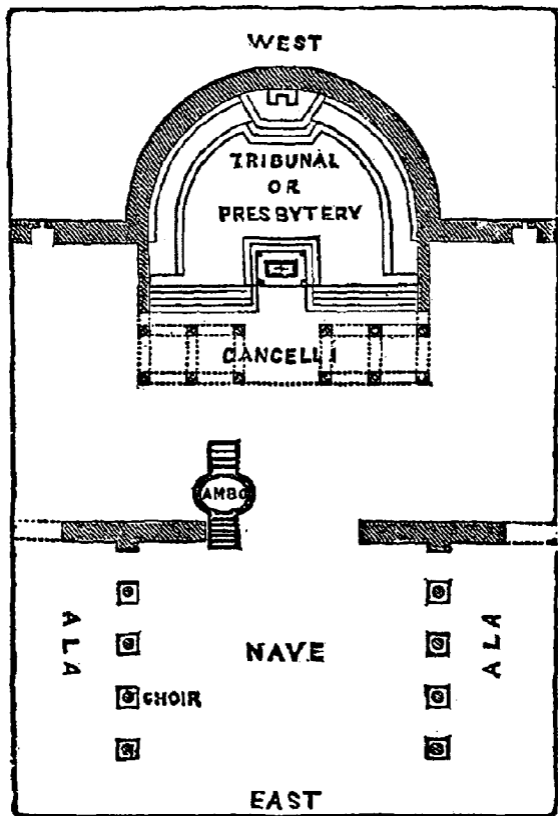 WEST
TRIBUNAL
OR
PRESBYTERY
CANCELLI
AMBO
ALA
NAVE
ALA
CHOIR
EAST